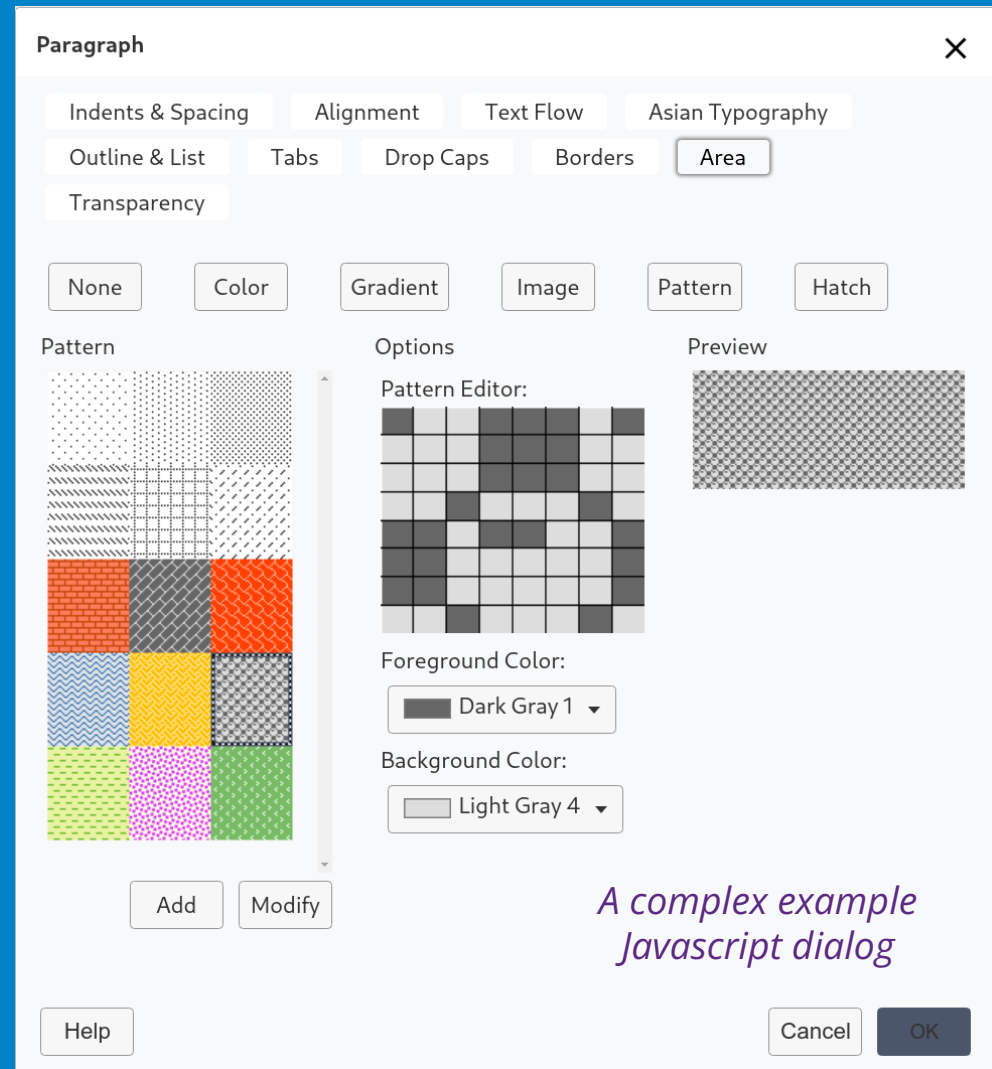 Paragraph
Indents & Spacing Alignment Text Flow Asian Typography
Outline & List Tabs Drop Caps Borders Area
Transparency
None Color Gradient Image Pattern Hatch
Pattern Options Preview
Pattern Editor:
Foreground Color:
Dark Gray 1
Background Color:
Light Gray 4
Add Modify
A complex example
Javascript dialog
Help Cancel OK